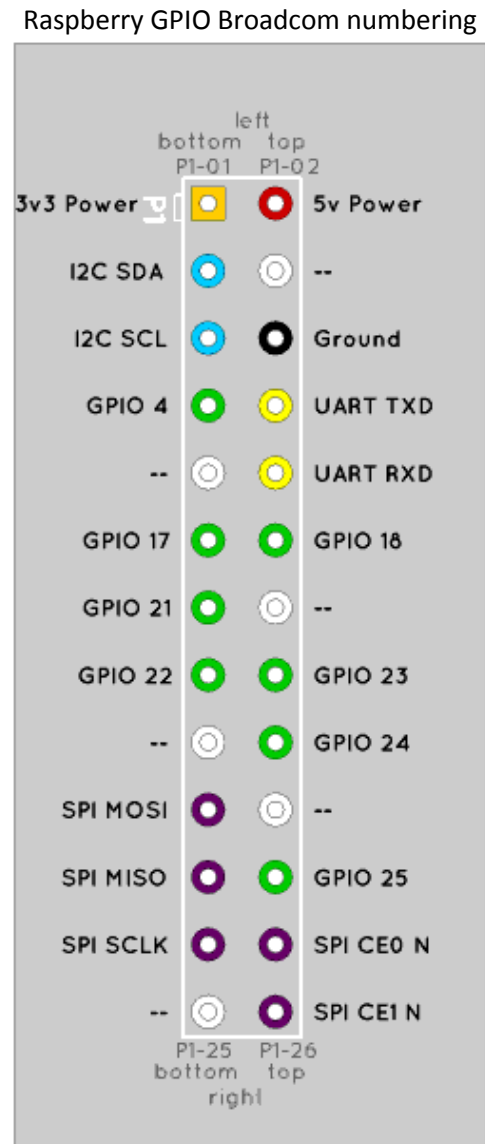 Raspberry GPIO Broadcom numbering
left
bottom top
P1-01 P1-02
3v3 Power P1 5v Power
I2C SDA --
I2C SCL Ground
GPIO 4 UART TXD
-- UART RXD
GPIO 17 GPIO 18
GPIO 21 --
GPIO 22 GPIO 23
-- GPIO 24
SPI MOSI --
SPI MISO GPIO 25
SPI SCLK SPI CE0 N
-- SPI CE1 N
P1-25 P1-26
bottom top
right